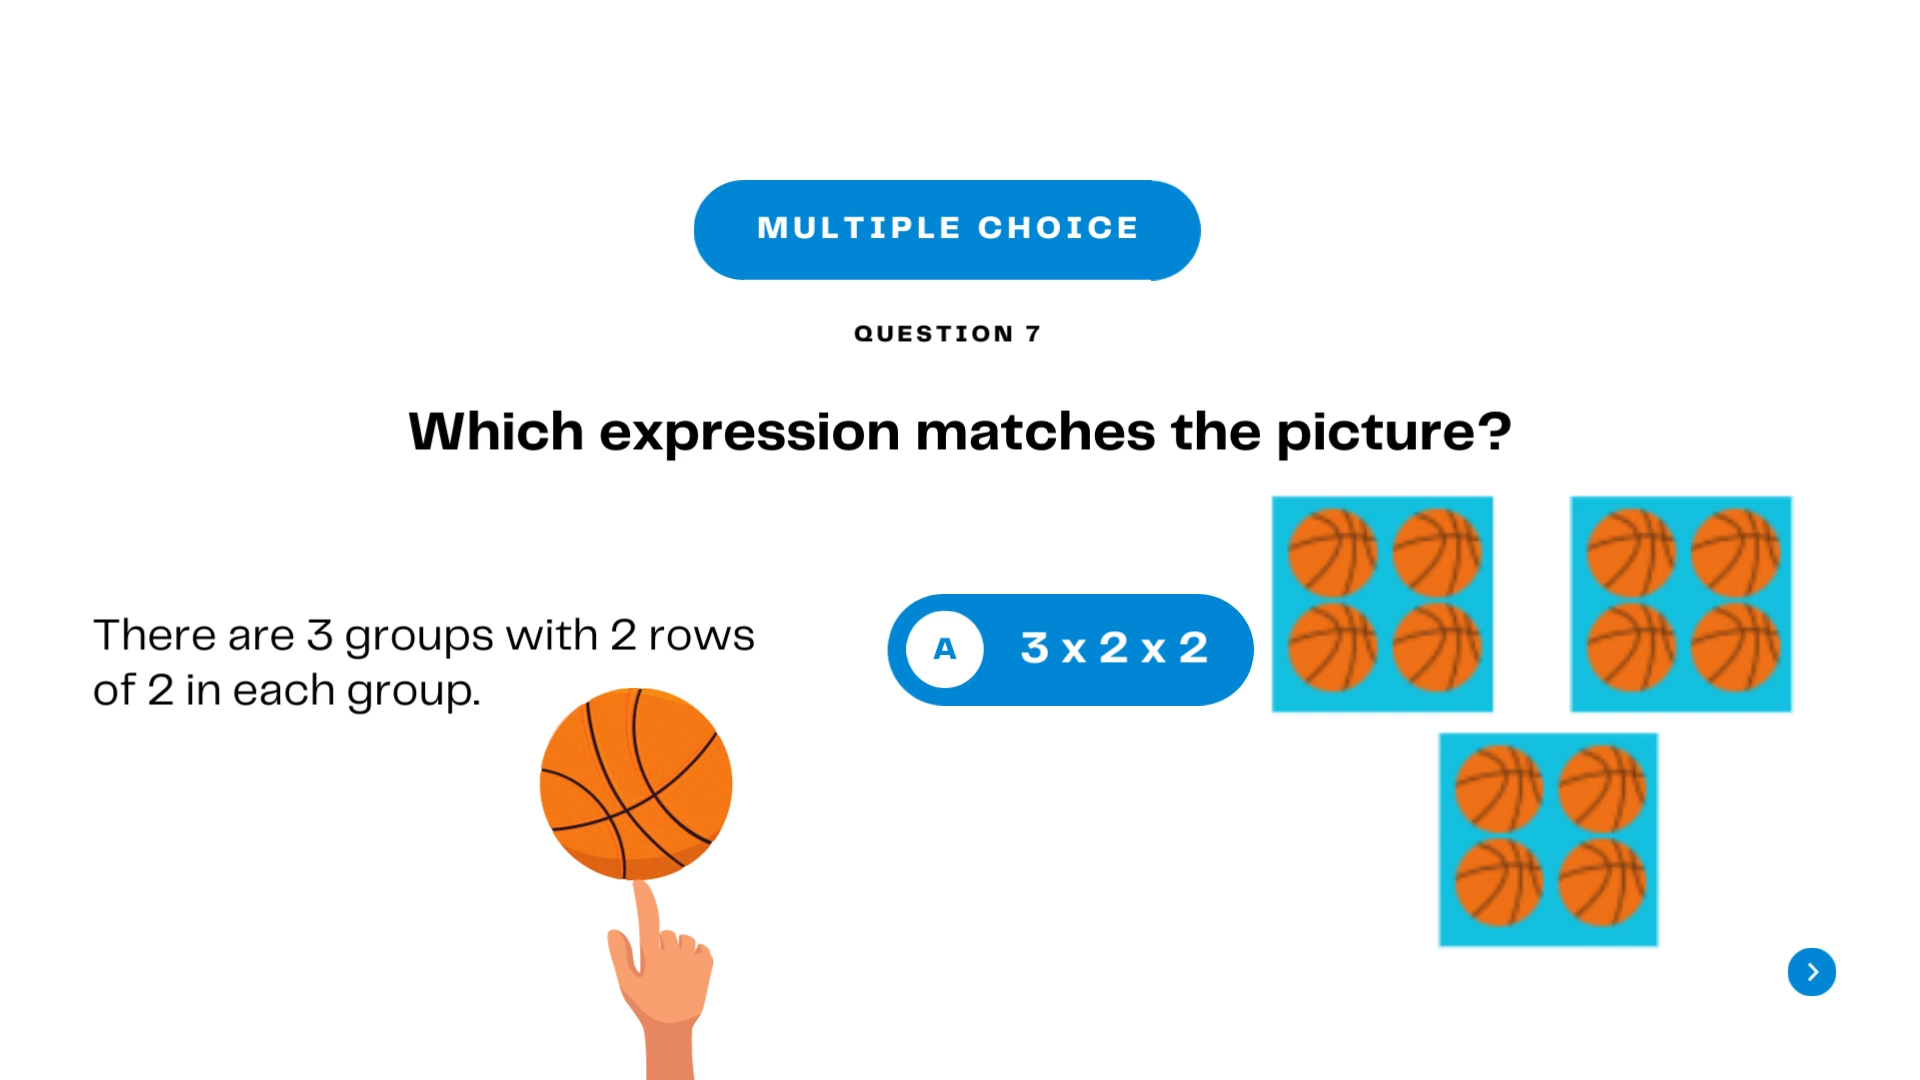 MULTIPLE CHOICE
QUESTION 7
Which expression matches the picture?
There are 3 groups with 2 rows
of 2 in each group.
A 3 x 2 x 2